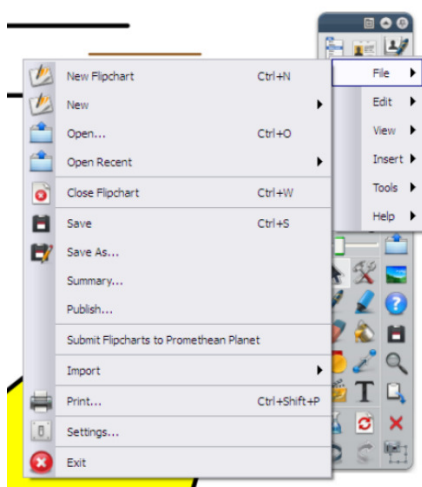 File
Edit
View
Insert
Tools
Help
New Flipchart Ctrl+N
New
Open... Ctrl+O
Open Recent
Close Flipchart Ctrl+W
Save Ctrl+S
Save As...
Summary...
Publish...
Submit Flipcharts to Promethean Planet
Import
Print... Ctrl+Shift+P
Settings...
Exit
T